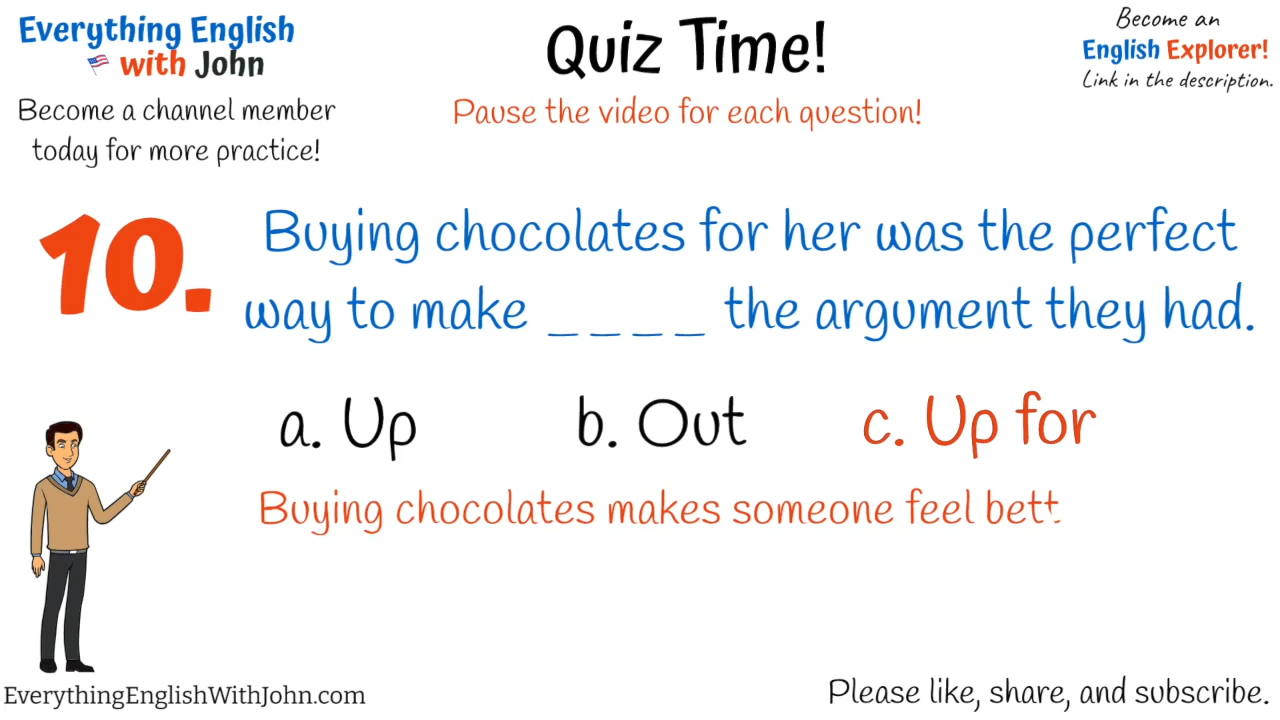 Everything English
with John
Become a channel member
today for more practice!
Quiz Time!
Pause the video for each question!
Become an
English Explorer!
Link in the description.
10. Buying chocolates for her was the perfect
way to make _ _ _ _ the argument they had.
a. Up b. Out c. Up for
Buying chocolates makes someone feel bett
EverythingEnglishWithJohn.com
Please like, share, and subscribe.